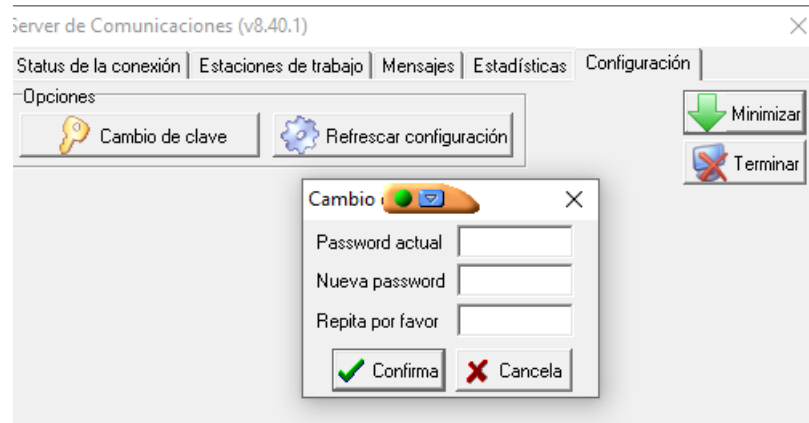 Server de Comunicaciones (v8.40.1)
Status de la conexión Estaciones de trabajo Mensajes Estadísticas Configuración
Opciones
Cambio de clave Refrescar configuración
Minimizar
Terminar
Cambio
Password actual
Nueva password
Repita por favor
Confirma Cancela